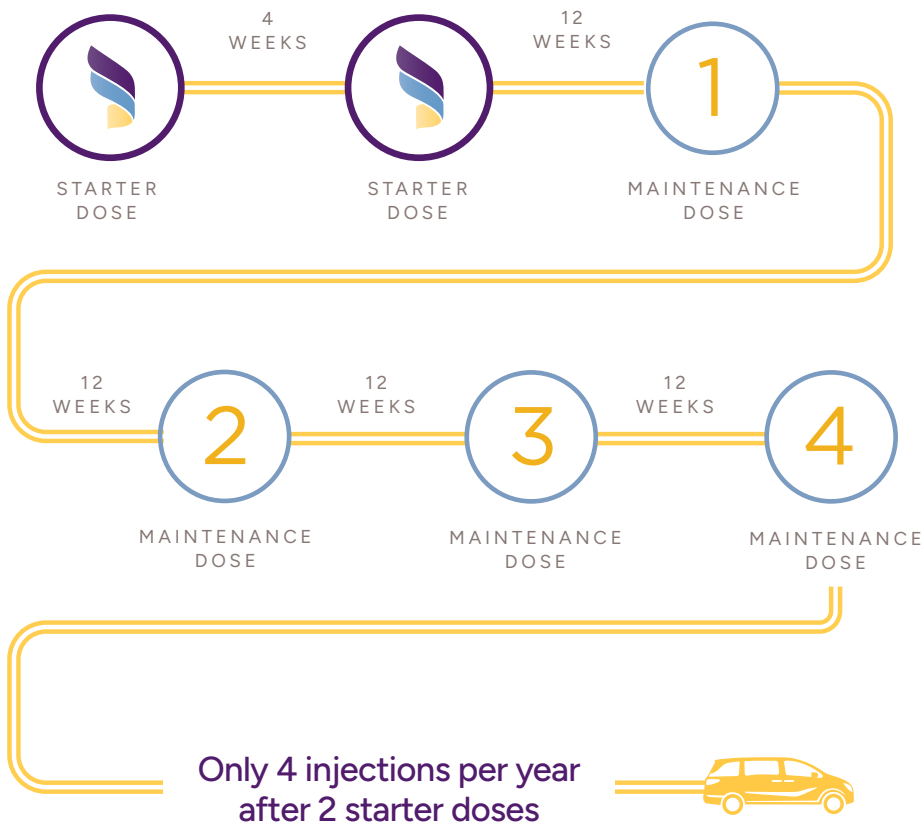 4
WEEKS
12
WEEKS
1
STARTER
DOSE
STARTER
DOSE
MAINTENANCE
DOSE
12
WEEKS
12
WEEKS
12
WEEKS
2
3
4
MAINTENANCE
DOSE
MAINTENANCE
DOSE
MAINTENANCE
DOSE
Only 4 injections per year
after 2 starter doses